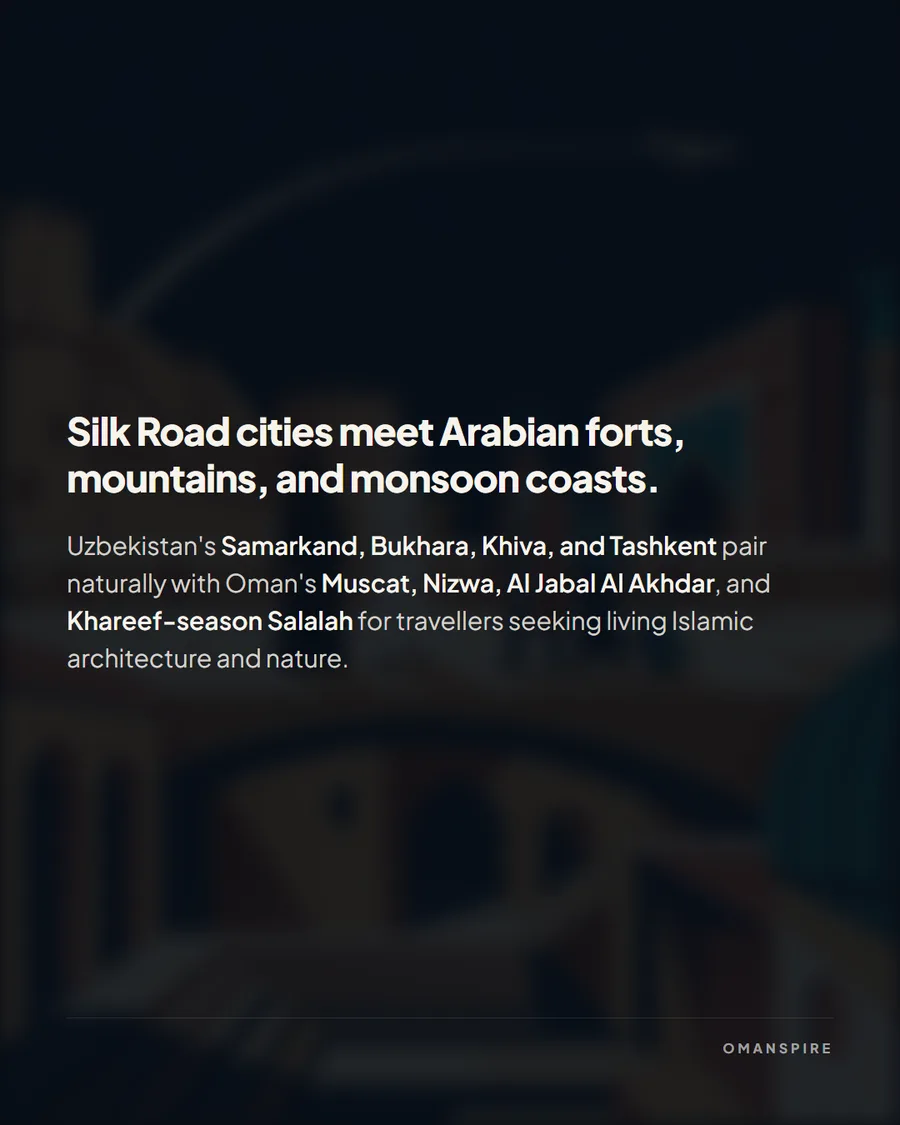 Silk Road cities meet Arabian forts,
mountains, and monsoon coasts.
Uzbekistan's Samarkand, Bukhara, Khiva, and Tashkent pair
naturally with Oman's Muscat, Nizwa, Al Jabal Al Akhdar, and
Khareef-season Salalah for travellers seeking living Islamic
architecture and nature.
OMANSPIRE